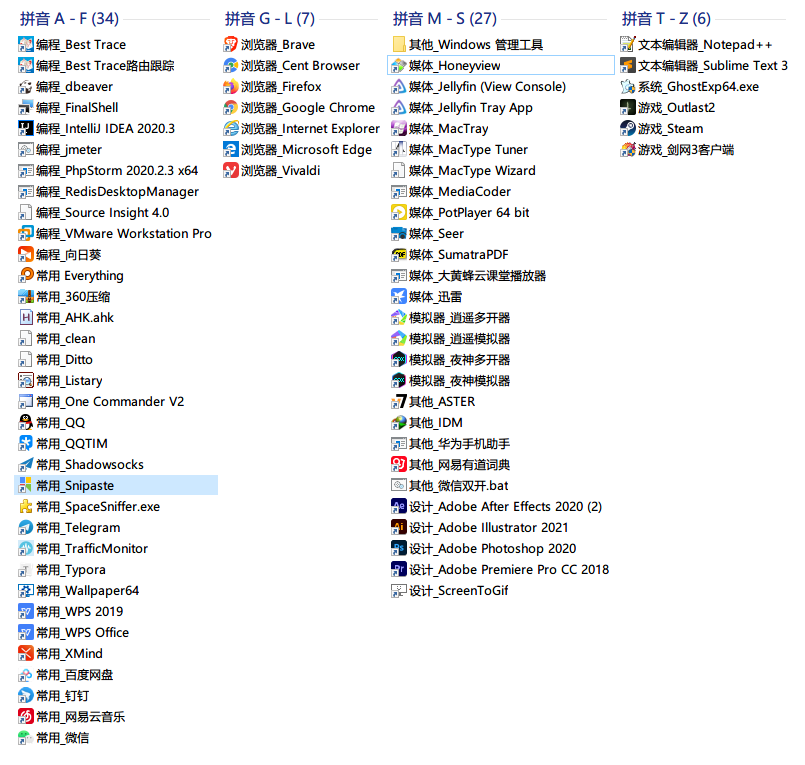 拼音 A - F (34)
编程_Best Trace
编程_Best Trace路由跟踪
编程_dbeaver
编程_FinalShell
编程_IntelliJ IDEA 2020.3
编程_jmeter
编程_PhpStorm 2020.2.3 x64
编程_RedisDesktopManager
编程_Source Insight 4.0
编程_VMware Workstation Pro
编程_向日葵
常用 Everything
常用_360压缩
常用_AHK.ahk
常用_clean
常用_Ditto
常用_Listary
常用_One Commander V2
常用_QQ
常用_QQTIM
常用_Shadowsocks
常用_Snipaste
常用_SpaceSniffer.exe
常用_Telegram
常用_TrafficMonitor
常用_Typora
常用_Wallpaper64
常用_WPS 2019
常用_WPS Office
常用_XMind
常用_百度网盘
常用_钉钉
常用_网易云音乐
常用_微信
拼音 G - L (7)
浏览器_Brave
浏览器_Cent Browser
浏览器_Firefox
浏览器_Google Chrome
浏览器_Internet Explorer
浏览器_Microsoft Edge
浏览器_Vivaldi
拼音 M - S (27)
其他_Windows 管理工具
媒体_Honeyview
媒体_Jellyfin (View Console)
媒体_Jellyfin Tray App
媒体_MacTray
媒体_MacType Tuner
媒体_MacType Wizard
媒体_MediaCoder
媒体_PotPlayer 64 bit
媒体_Seer
媒体_SumatraPDF
媒体_大黄蜂云课堂播放器
媒体_迅雷
模拟器_逍遥多开器
模拟器_逍遥模拟器
模拟器_夜神多开器
模拟器_夜神模拟器
其他_ASTER
其他_IDM
其他_华为手机助手
其他_网易有道词典
其他_微信双开.bat
设计_Adobe After Effects 2020 (2)
设计_Adobe Illustrator 2021
设计_Adobe Photoshop 2020
设计_Adobe Premiere Pro CC 2018
设计_ScreenToGif
拼音 T - Z (6)
文本编辑器_Notepad++
文本编辑器_Sublime Text 3
系统_GhostExp64.exe
游戏_Outlast2
游戏_Steam
游戏_剑网3客户端